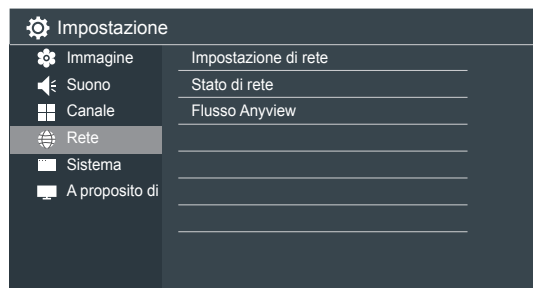 Impostazione
Immagine
Suono
Canale
Rete
Sistema
A proposito di
Impostazione di rete
Stato di rete
Flusso Anyview